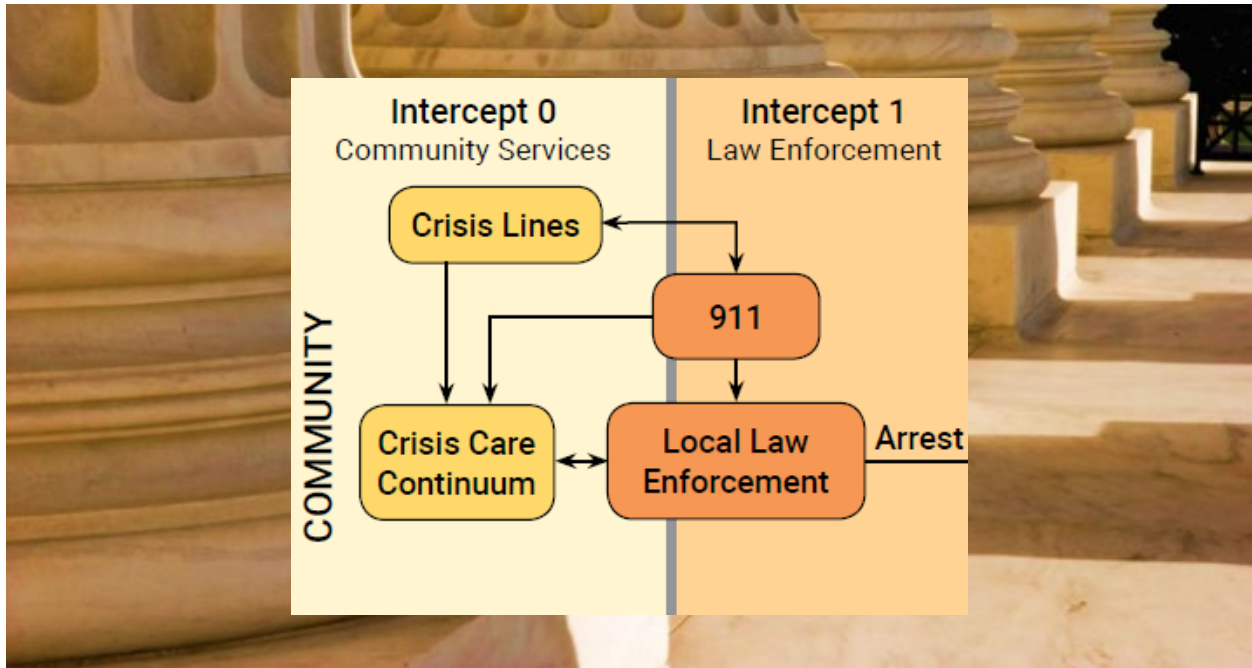 Intercept 0
Community Services
Intercept 1
Law Enforcement
Crisis Lines
911
COMMUNITY
Crisis Care
Continuum
Local Law
Enforcement
Arrest